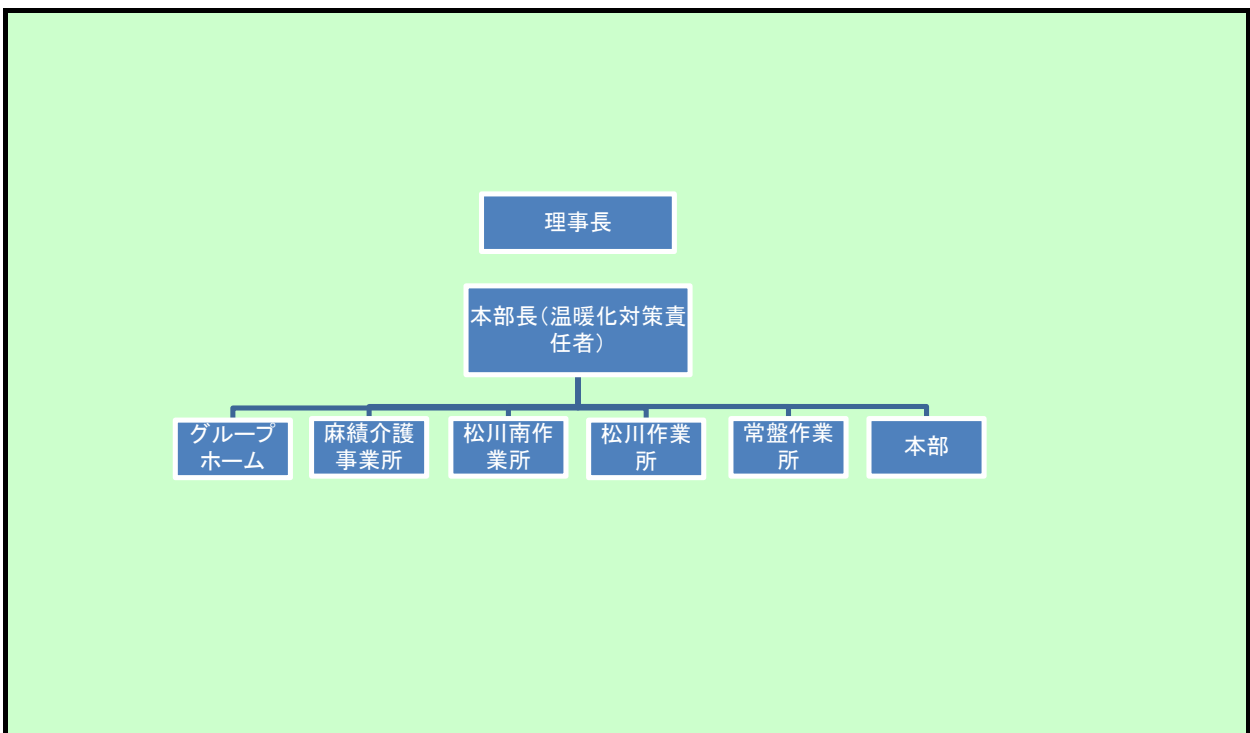 理事長
本部長（温暖化対策責
任者）
グループ
ホーム
麻績介護
事業所
松川南作
業所
松川作業
所
常盤作業
所
本部